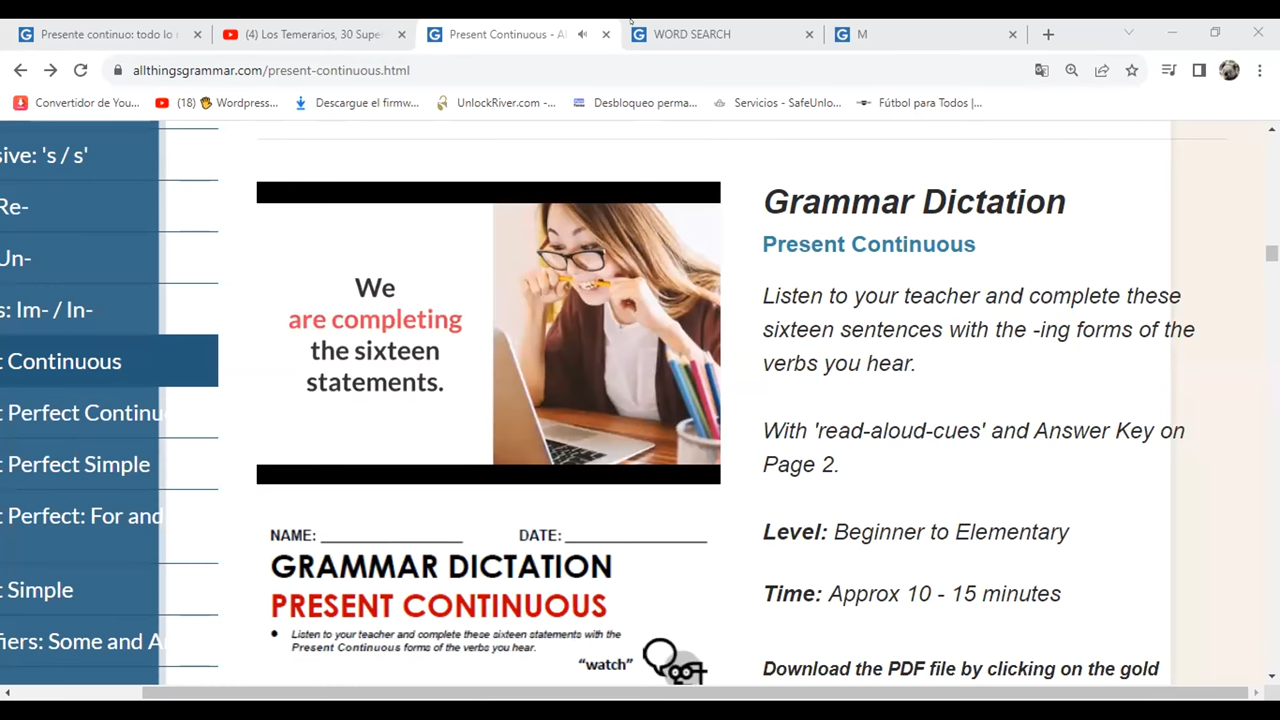 Presente continuo: todo lo
(4) Los Temerarios, 30 Supe
Present Continuous - Al
WORD SEARCH
M
allthingsgrammar.com/present-continuous.html
Convertidor de You...
(18) 👋 Wordpress...
Descargue el firmw...
UnlockRiver.com -...
Desbloqueo perma...
Servicios - SafeUnlo...
Fútbol para Todos |...
sive: 's / s'
Re-
Un-
s: Im- / In-
t Continuous
t Perfect Continu
t Perfect Simple
t Perfect: For and
t Simple
fiers: Some and A
We
are completing
the sixteen
statements.
NAME: ____________ DATE: ____________
GRAMMAR DICTATION
PRESENT CONTINUOUS
• Listen to your teacher and complete these sixteen statements with the
Present Continuous forms of the verbs you hear.
“watch”
Grammar Dictation
Present Continuous
Listen to your teacher and complete these
sixteen sentences with the -ing forms of the
verbs you hear.
With 'read-aloud-cues' and Answer Key on
Page 2.
Level: Beginner to Elementary
Time: Approx 10 - 15 minutes
Download the PDF file by clicking on the gold